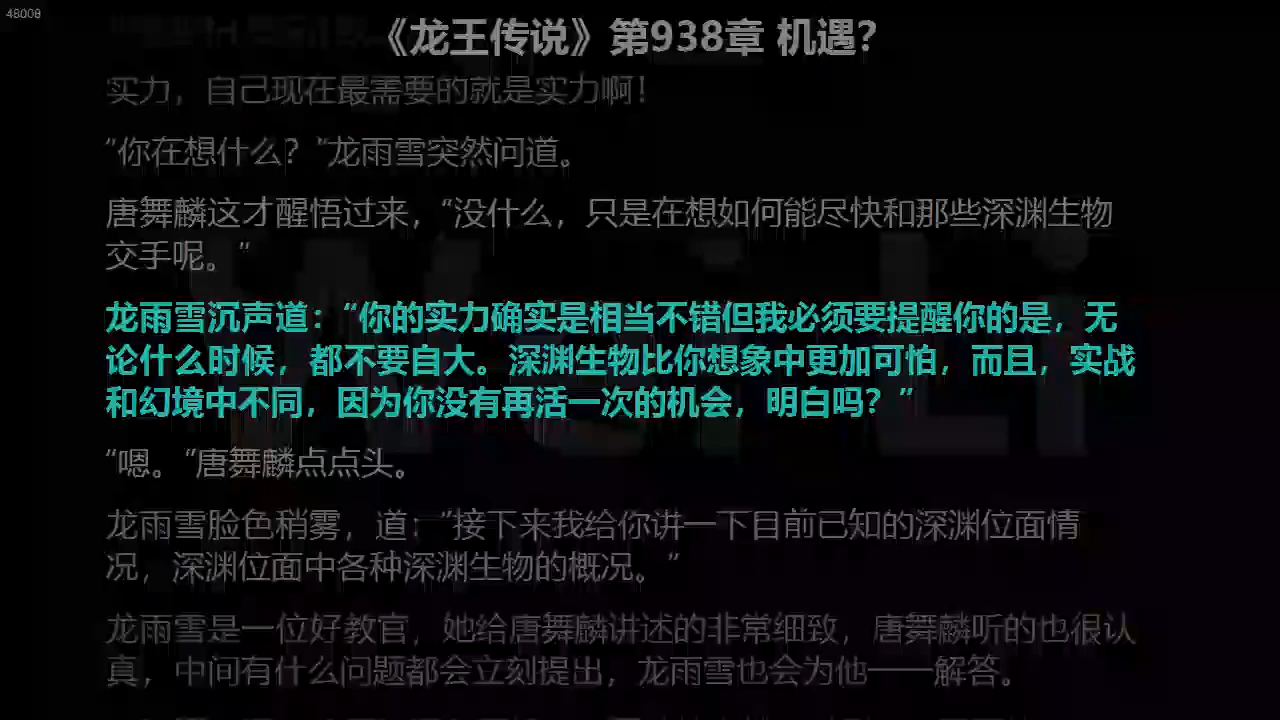 48008
《龙王传说》第938章 机遇？
实力，自己现在最需要的就是实力啊！
“你在想什么？”龙雨雪突然问道。
唐舞麟这才醒悟过来，“没什么，只是在想如何能尽快和那些深渊生物
交手呢。”
龙雨雪沉声道：“你的实力确实是相当不错但我必须要提醒你的是，无
论什么时候，都不要自大。深渊生物比你想象中更加可怕，而且，实战
和幻境中不同，因为你没有再活一次的机会，明白吗？”
“嗯。”唐舞麟点点头。
龙雨雪脸色稍雾，道：“接下来我给你讲一下目前已知的深渊位面情
况，深渊位面中各种深渊生物的概况。”
龙雨雪是一位好教官，她给唐舞麟讲述的非常细致，唐舞麟听的也很认
真，中间有什么问题都会立刻提出，龙雨雪也会为他一一解答。